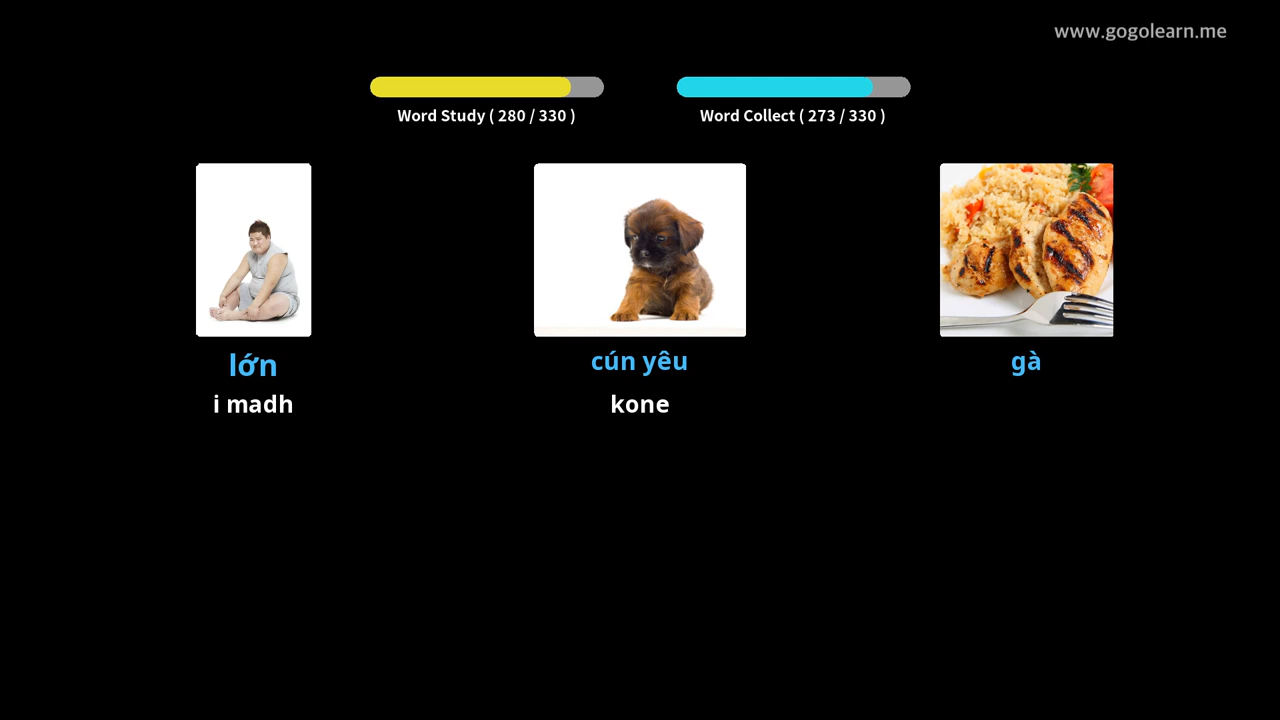 www.gogolearn.me
Word Study ( 280 / 330 )
Word Collect ( 273 / 330 )
lớn
cún yêu
gà
i madh
kone